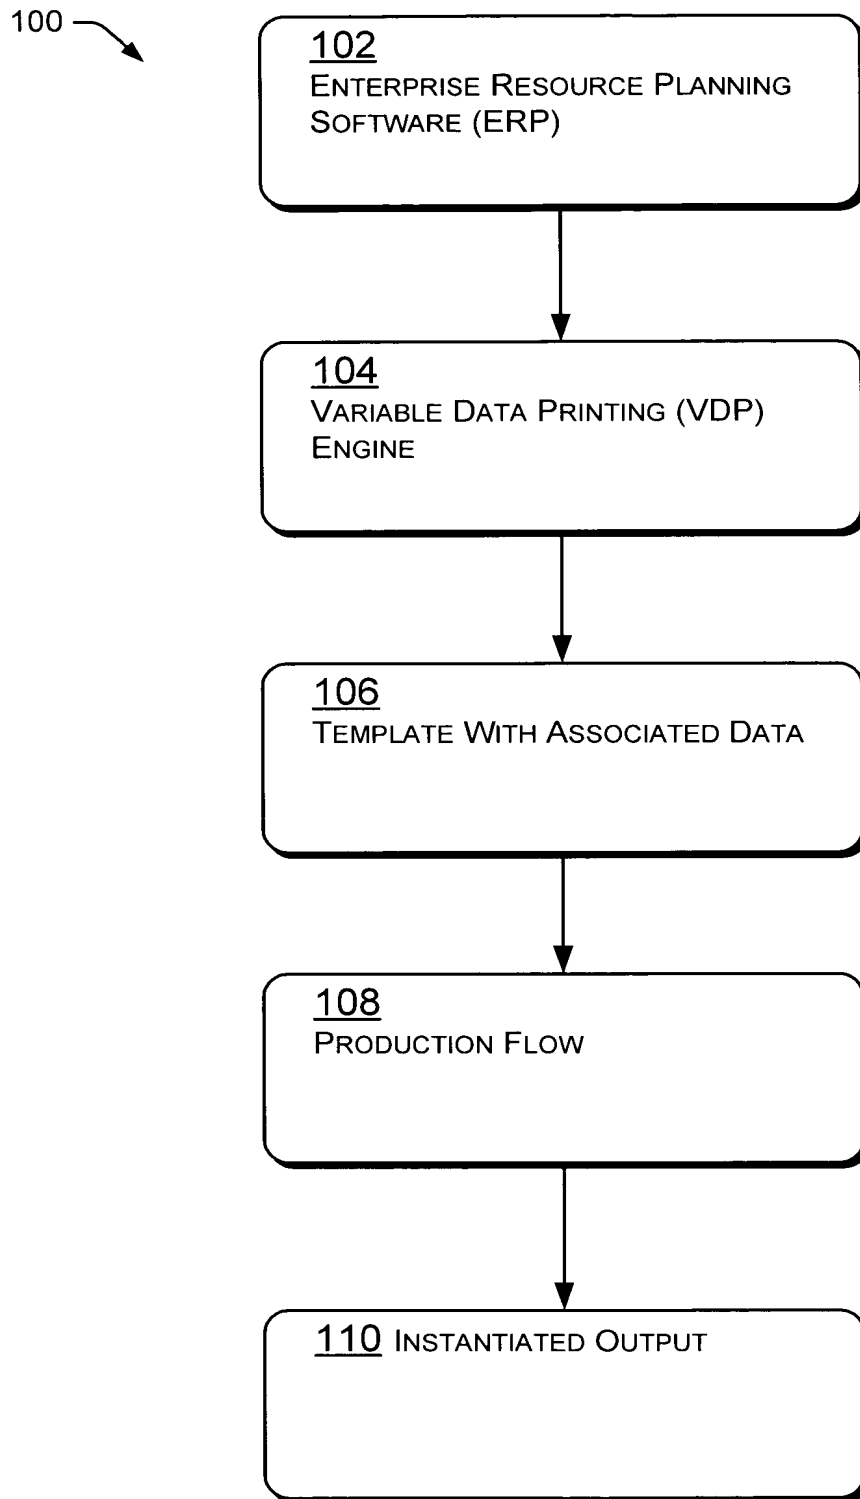 100
102
ENTERPRISE RESOURCE PLANNING
SOFTWARE (ERP)
104
VARIABLE DATA PRINTING (VDP)
ENGINE
106
TEMPLATE WITH ASSOCIATED DATA
108
PRODUCTION FLOW
110 INSTANTIATED OUTPUT